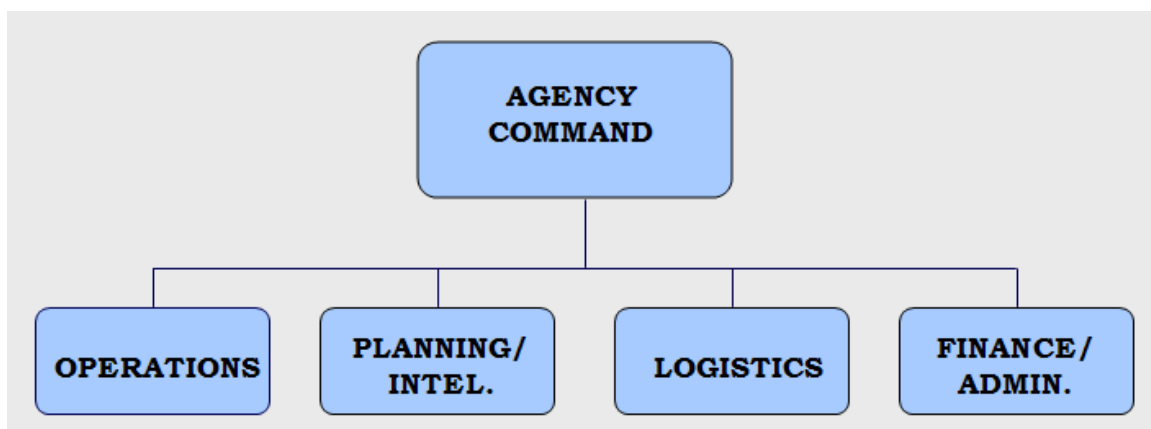 AGENCY
COMMAND
OPERATIONS
PLANNING/
INTEL.
LOGISTICS
FINANCE/
ADMIN.